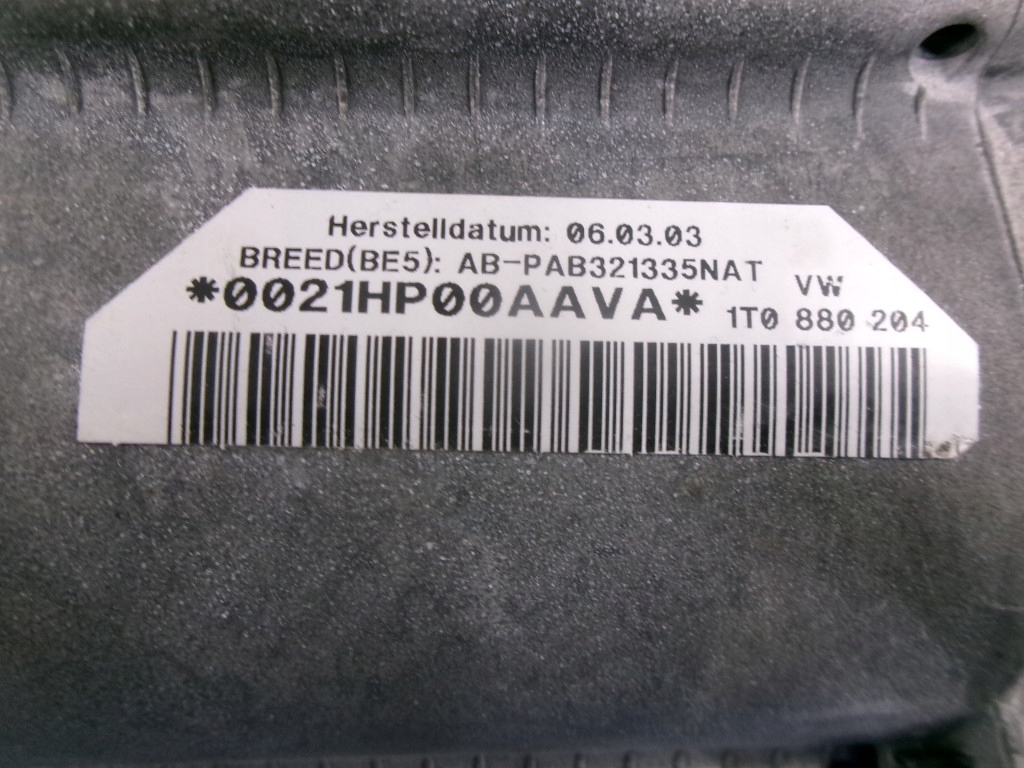 Herstelldatum: 06.03.03
BREED(BE5): AB-PAB321335NAT VW
*0021HP00AAVA* 1T0 880 204